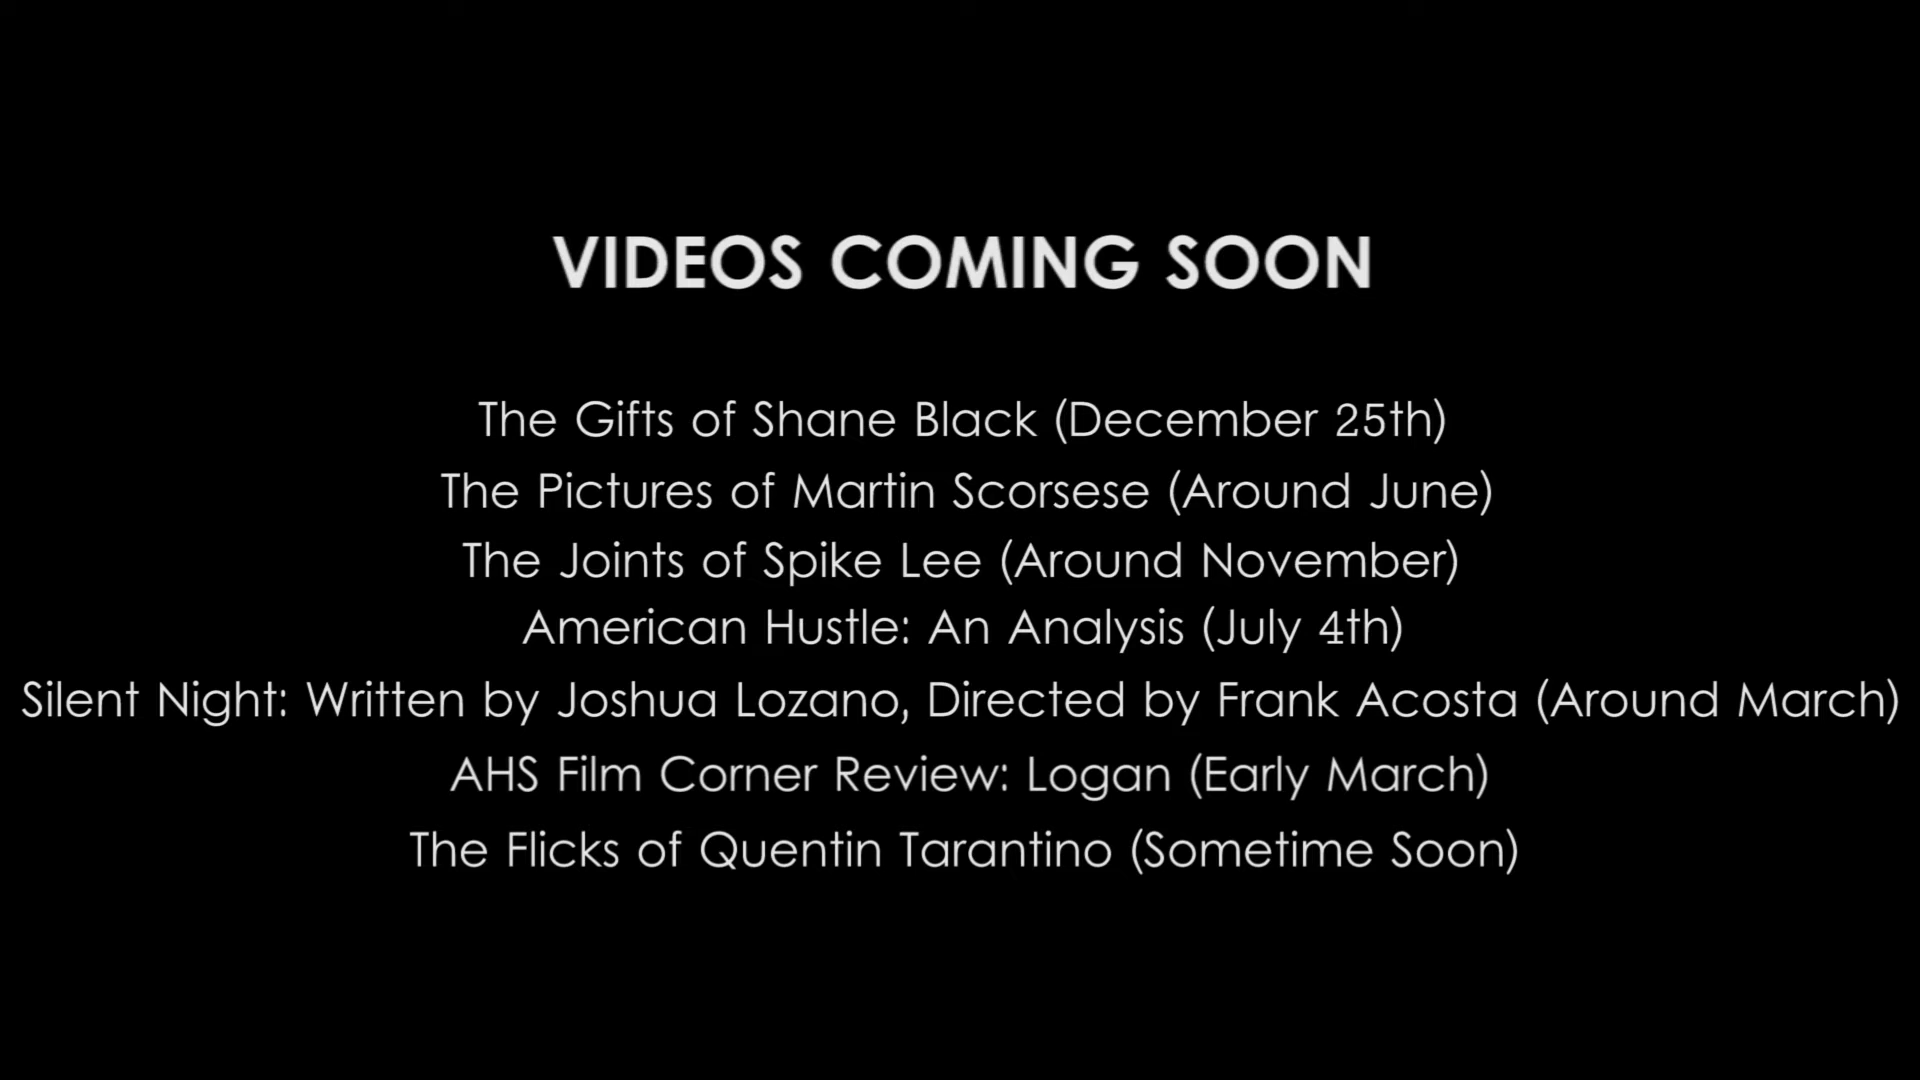 VIDEOS COMING SOON
The Gifts of Shane Black (December 25th)
The Pictures of Martin Scorsese (Around June)
The Joints of Spike Lee (Around November)
American Hustle: An Analysis (July 4th)
Silent Night: Written by Joshua Lozano, Directed by Frank Acosta (Around March)
AHS Film Corner Review: Logan (Early March)
The Flicks of Quentin Tarantino (Sometime Soon)